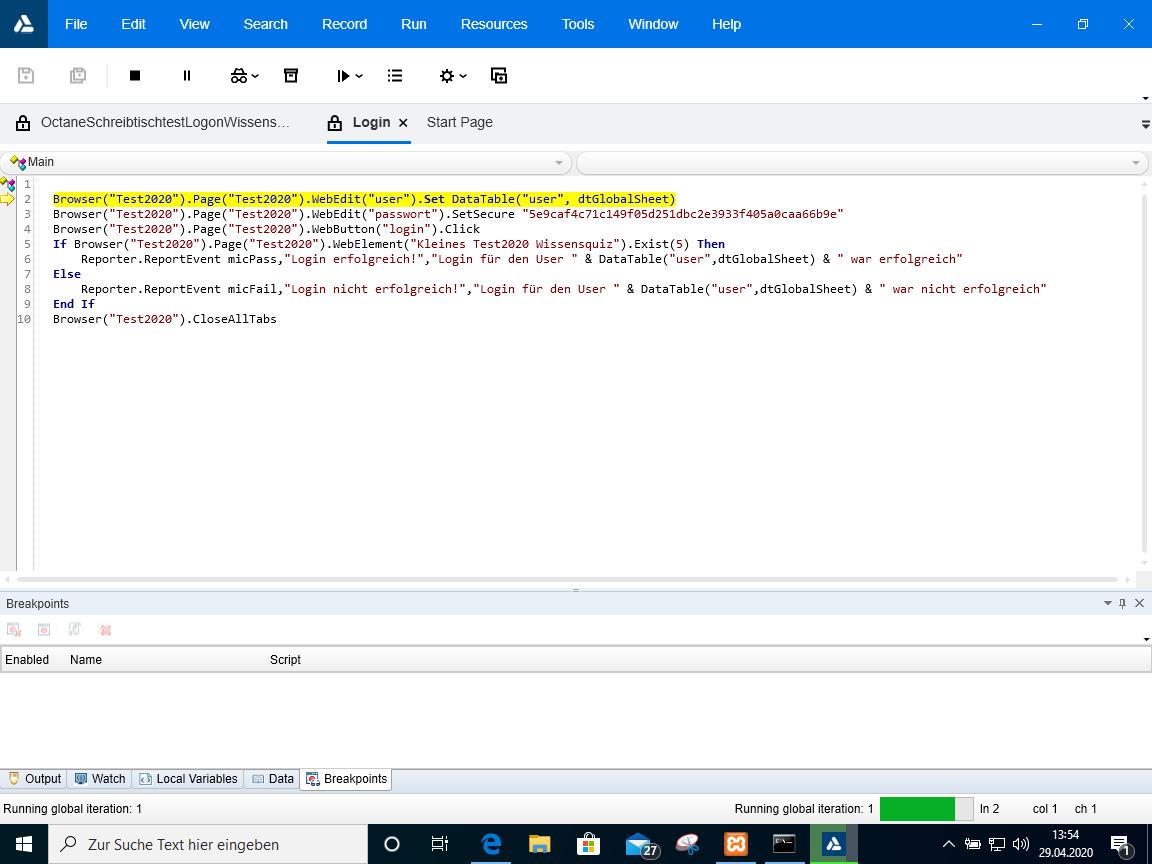 File Edit View Search Record Run Resources Tools Window Help
OctaneSchreibtischtestLogonWissens... Login Start Page
Main
1
2 Browser("Test2020").Page("Test2020").WebEdit("user").Set DataTable("user", dtGlobalSheet)
3 Browser("Test2020").Page("Test2020").WebEdit("passwort").SetSecure "5e9caf4c71c149f05d251dbc2e3933f405a0caa66b9e"
4 Browser("Test2020").Page("Test2020").WebButton("login").Click
5 If Browser("Test2020").Page("Test2020").WebElement("Kleines Test2020 Wissensquiz").Exist(5) Then
6 Reporter.ReportEvent micPass,"Login erfolgreich!","Login für den User " & DataTable("user",dtGlobalSheet) & " war erfolgreich"
7 Else
8 Reporter.ReportEvent micFail,"Login nicht erfolgreich!","Login für den User " & DataTable("user",dtGlobalSheet) & " war nicht erfolgreich"
9 End If
10 Browser("Test2020").CloseAllTabs
Breakpoints
Enabled Name Script
Output Watch Local Variables Data Breakpoints
Running global iteration: 1 Running global iteration: 1 ln 2 col 1 ch 1
Zur Suche Text hier eingeben 27 13:54 1
29.04.2020